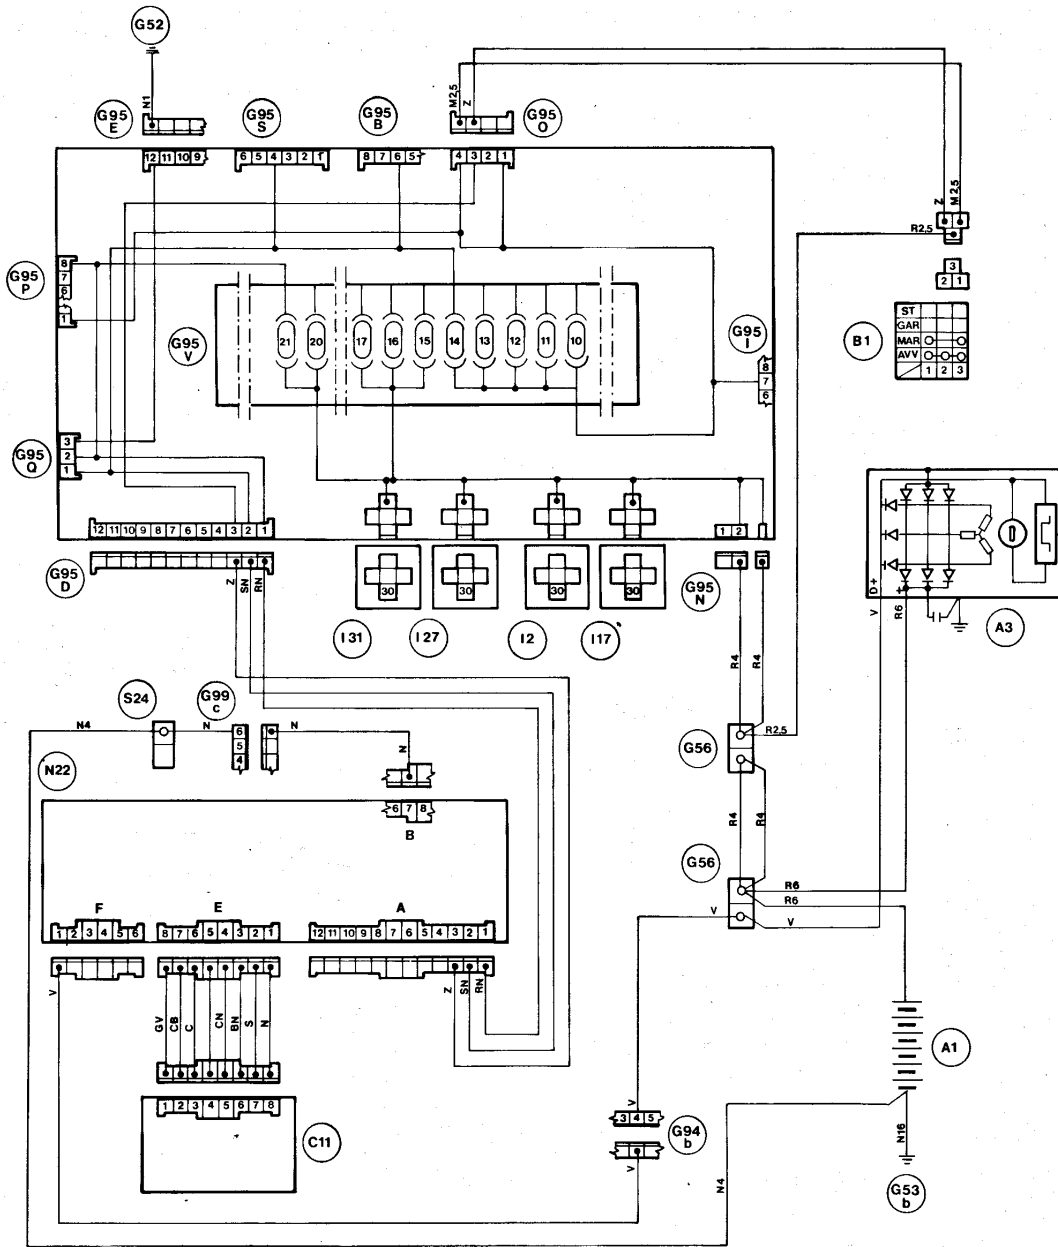 G52
N1
G95 E
G95 S
G95 B
M2,5
Z
G95 O
12 11 10 9
6 5 4 3 2 1
8 7 6 5
4 3 2 1
Z
M2,5
R2,5
3
2 1
G95 P
8
7
6
1
G95 V
21 20 17 16 15 14 13 12 11 10
G95 I
8
7
6
B1
ST
GAR
MAR
AVV
1 2 3
G95 Q
3
2
1
12 11 10 9 8 7 6 5 4 3 2 1
1 2
G95 D
Z
SN
RN
30
30
30
30
G95 N
I31
I27
I2
I17
R4
R4
D+
+
V
R6
A3
S24
G99 c
N4
N
6
5
4
N
N
N22
6 7 8
B
G56
R2,5
R4
R4
G56
R6
R6
V
V
F
E
A
1 2 3 4 5 6
8 7 6 5 4 3 2 1
12 11 10 9 8 7 6 5 4 3 2 1
V
Z
SN
RN
GV
CB
C
CN
BN
S
N
1 2 3 4 5 6 7 8
C11
A1
V
3 4 5
G94 b
V
N4
N16
G53 b